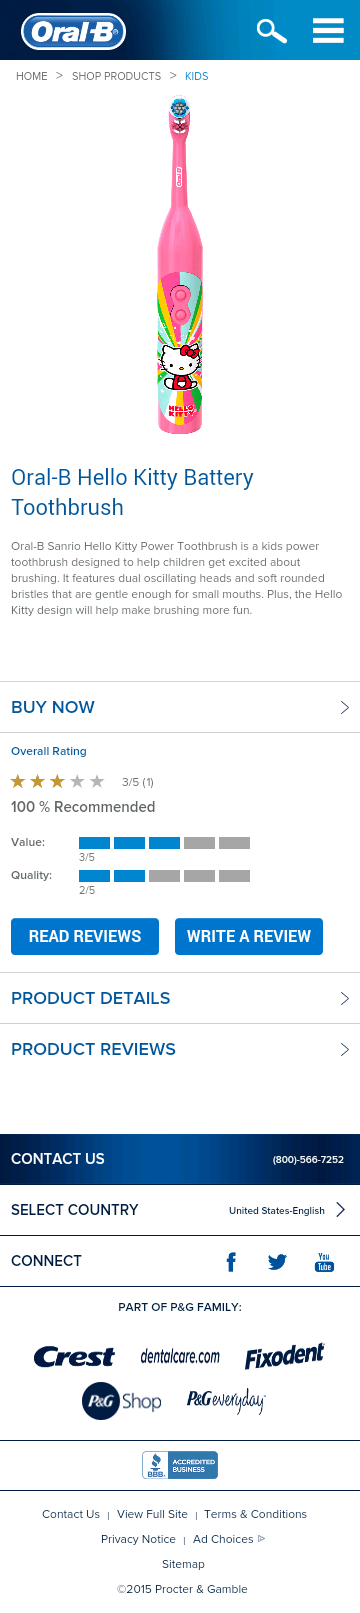 Oral-B
HOME > SHOP PRODUCTS > KIDS
Oral-B
HELLO
KITTY
Oral-B Hello Kitty Battery
Toothbrush
Oral-B Sanrio Hello Kitty Power Toothbrush is a kids power
toothbrush designed to help children get excited about
brushing. It features dual oscillating heads and soft rounded
bristles that are gentle enough for small mouths. Plus, the Hello
Kitty design will help make brushing more fun.
BUY NOW
Overall Rating
3/5 (1)
100 % Recommended
Value:
3/5
Quality:
2/5
READ REVIEWS WRITE A REVIEW
PRODUCT DETAILS
PRODUCT REVIEWS
CONTACT US (800)-566-7252
SELECT COUNTRY United States-English
CONNECT You Tube
PART OF P&G FAMILY:
Crest dentalcare.com Fixodent
P&G Shop P&G everyday
BBB. ACCREDITED BUSINESS
Contact Us | View Full Site | Terms & Conditions
Privacy Notice | Ad Choices
Sitemap
©2015 Procter & Gamble